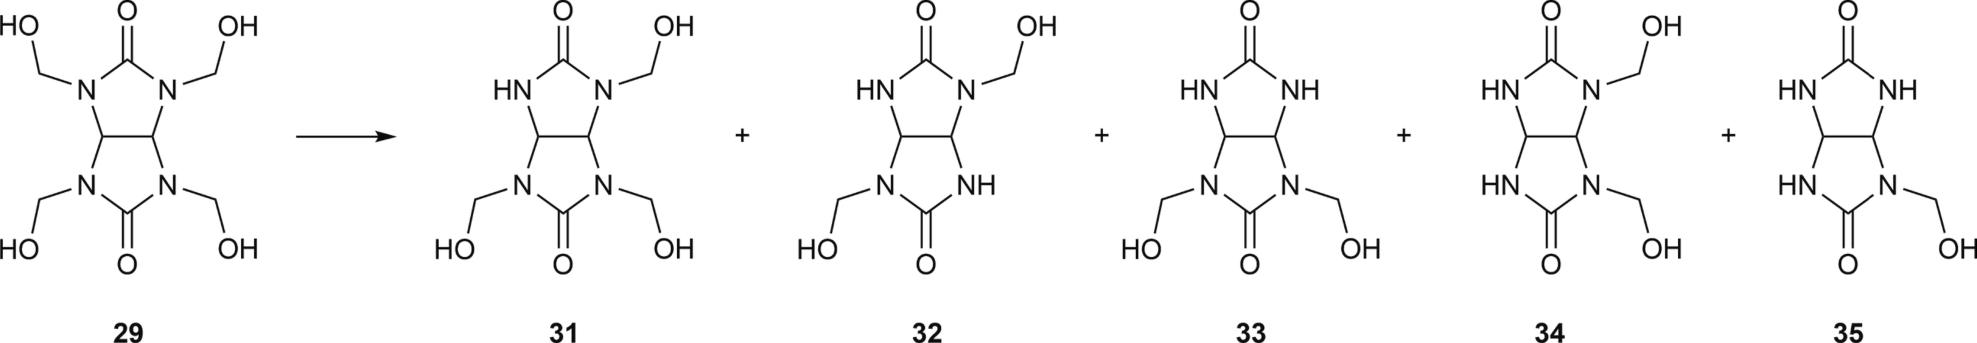 O O O O O
HO OH OH OH OH
N N HN N HN N HN NH HN N HN NH
+ + + +
N N N N N NH N N HN N HN N
HO OH HO OH HO HO OH OH OH
O O O O O O
29 31 32 33 34 35